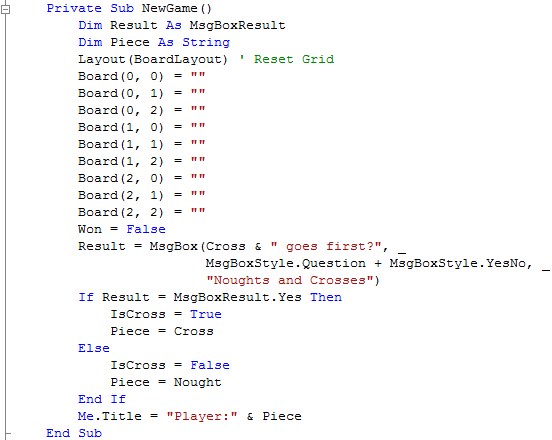 Private Sub NewGame()
Dim Result As MsgBoxResult
Dim Piece As String
Layout(BoardLayout) ' Reset Grid
Board(0, 0) = ""
Board(0, 1) = ""
Board(0, 2) = ""
Board(1, 0) = ""
Board(1, 1) = ""
Board(1, 2) = ""
Board(2, 0) = ""
Board(2, 1) = ""
Board(2, 2) = ""
Won = False
Result = MsgBox(Cross & " goes first?", _
MsgBoxStyle.Question + MsgBoxStyle.YesNo, _
"Noughts and Crosses")
If Result = MsgBoxResult.Yes Then
IsCross = True
Piece = Cross
Else
IsCross = False
Piece = Nought
End If
Me.Title = "Player:" & Piece
End Sub